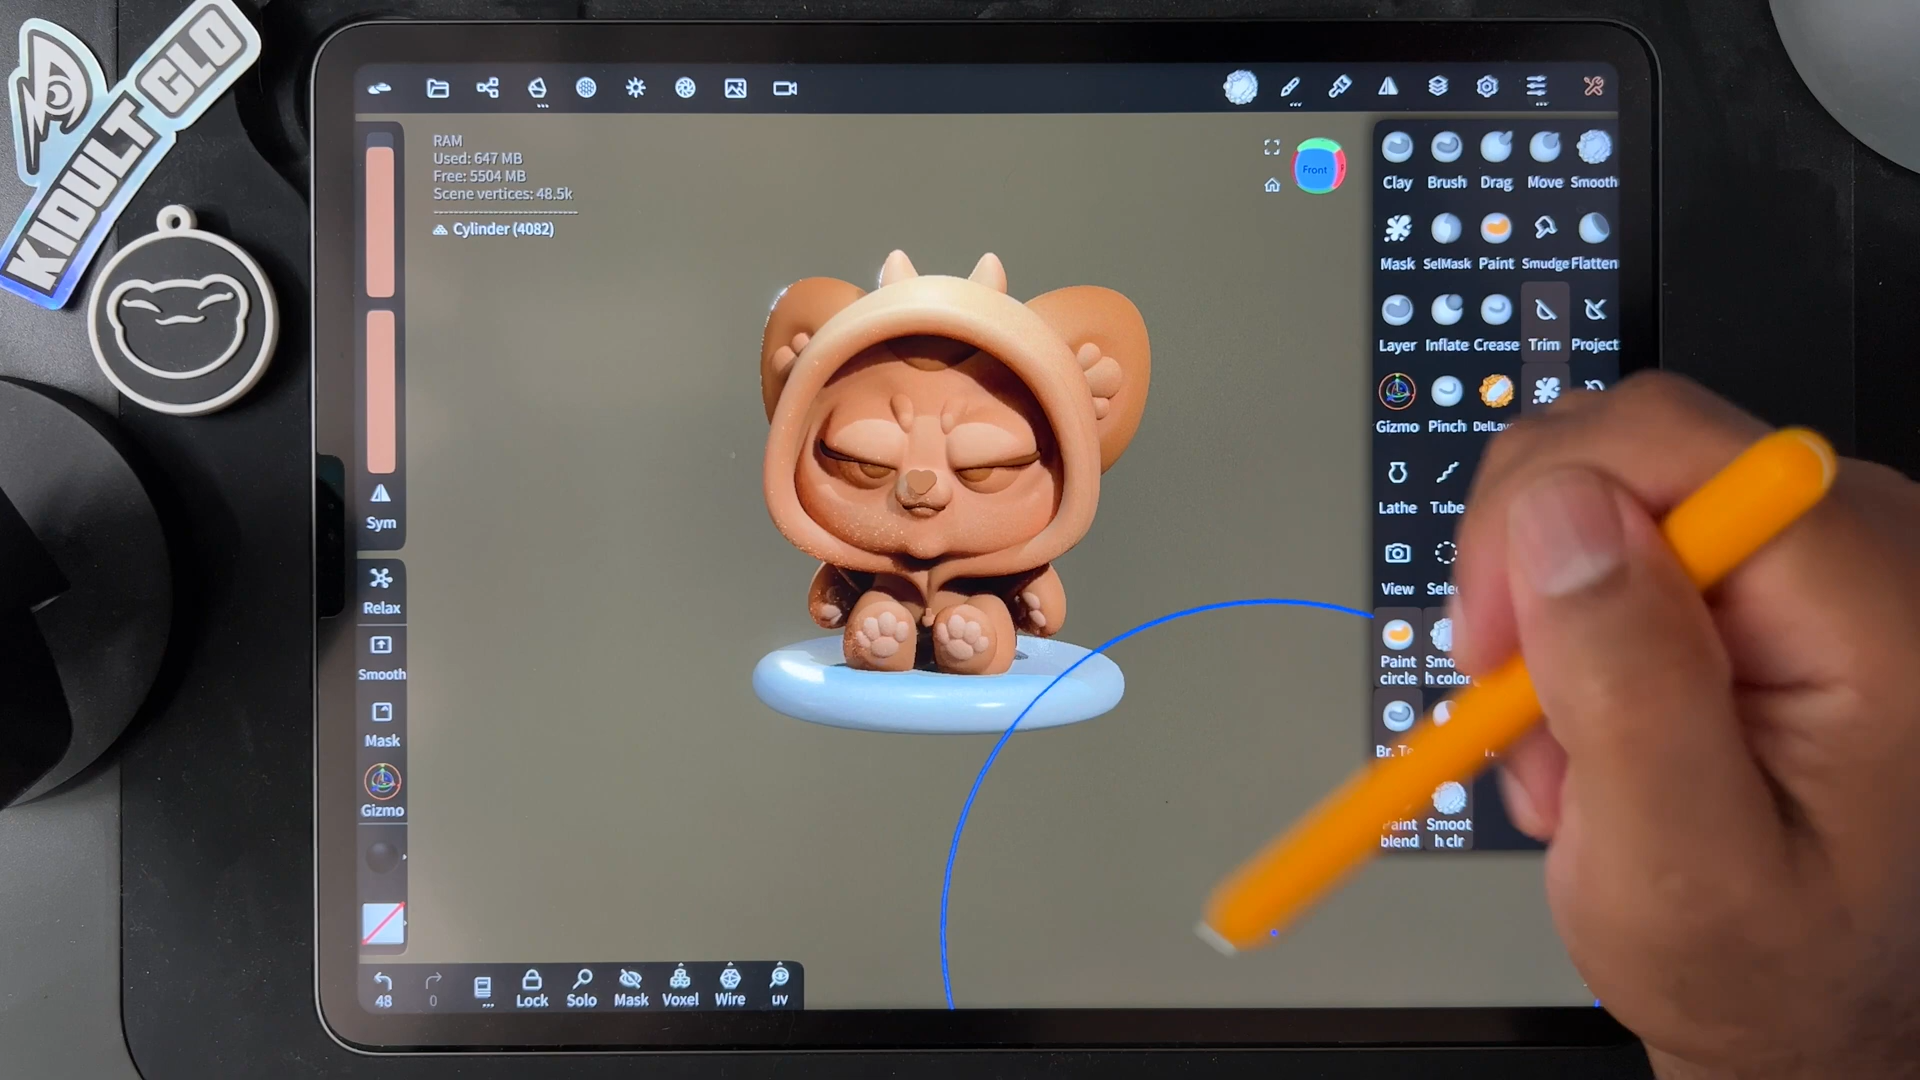 KIDULT CLO
RAM
Used: 647 MB
Free: 5504 MB
Scene vertices: 48.5k
Cylinder (4082)
Front
Clay Brush Drag Move Smooth
Mask SelMask Paint Smudge Flatten
Layer Inflate Crease Trim Project
Gizmo Pinch
Lathe Tube
View
Paint
circle
h color
Paint Smoot
blend h clr
Sym
Relax
Smooth
Mask
Gizmo
48 0 Lock Solo Mask Voxel Wire uv